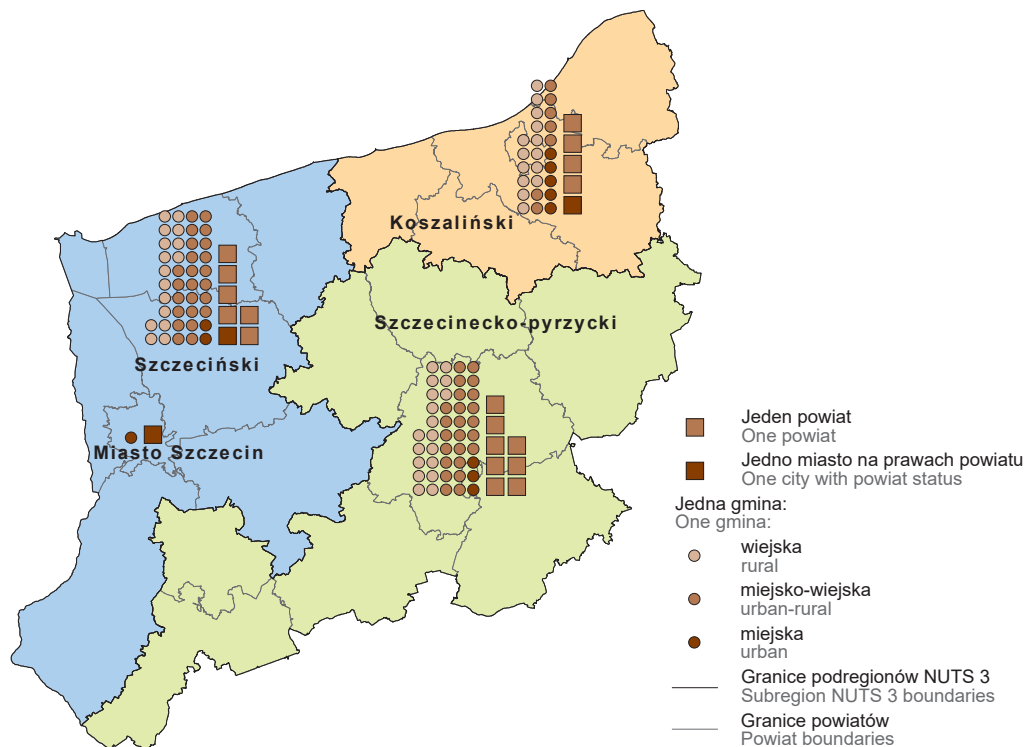 Koszaliński
Szczecinecko-pyrzycki
Szczeciński
Miasto Szczecin
Jeden powiat
One powiat
Jedno miasto na prawach powiatu
One city with powiat status
Jedna gmina:
One gmina:
wiejska
rural
miejsko-wiejska
urban-rural
miejska
urban
Granice podregionów NUTS 3
Subregion NUTS 3 boundaries
Granice powiatów
Powiat boundaries